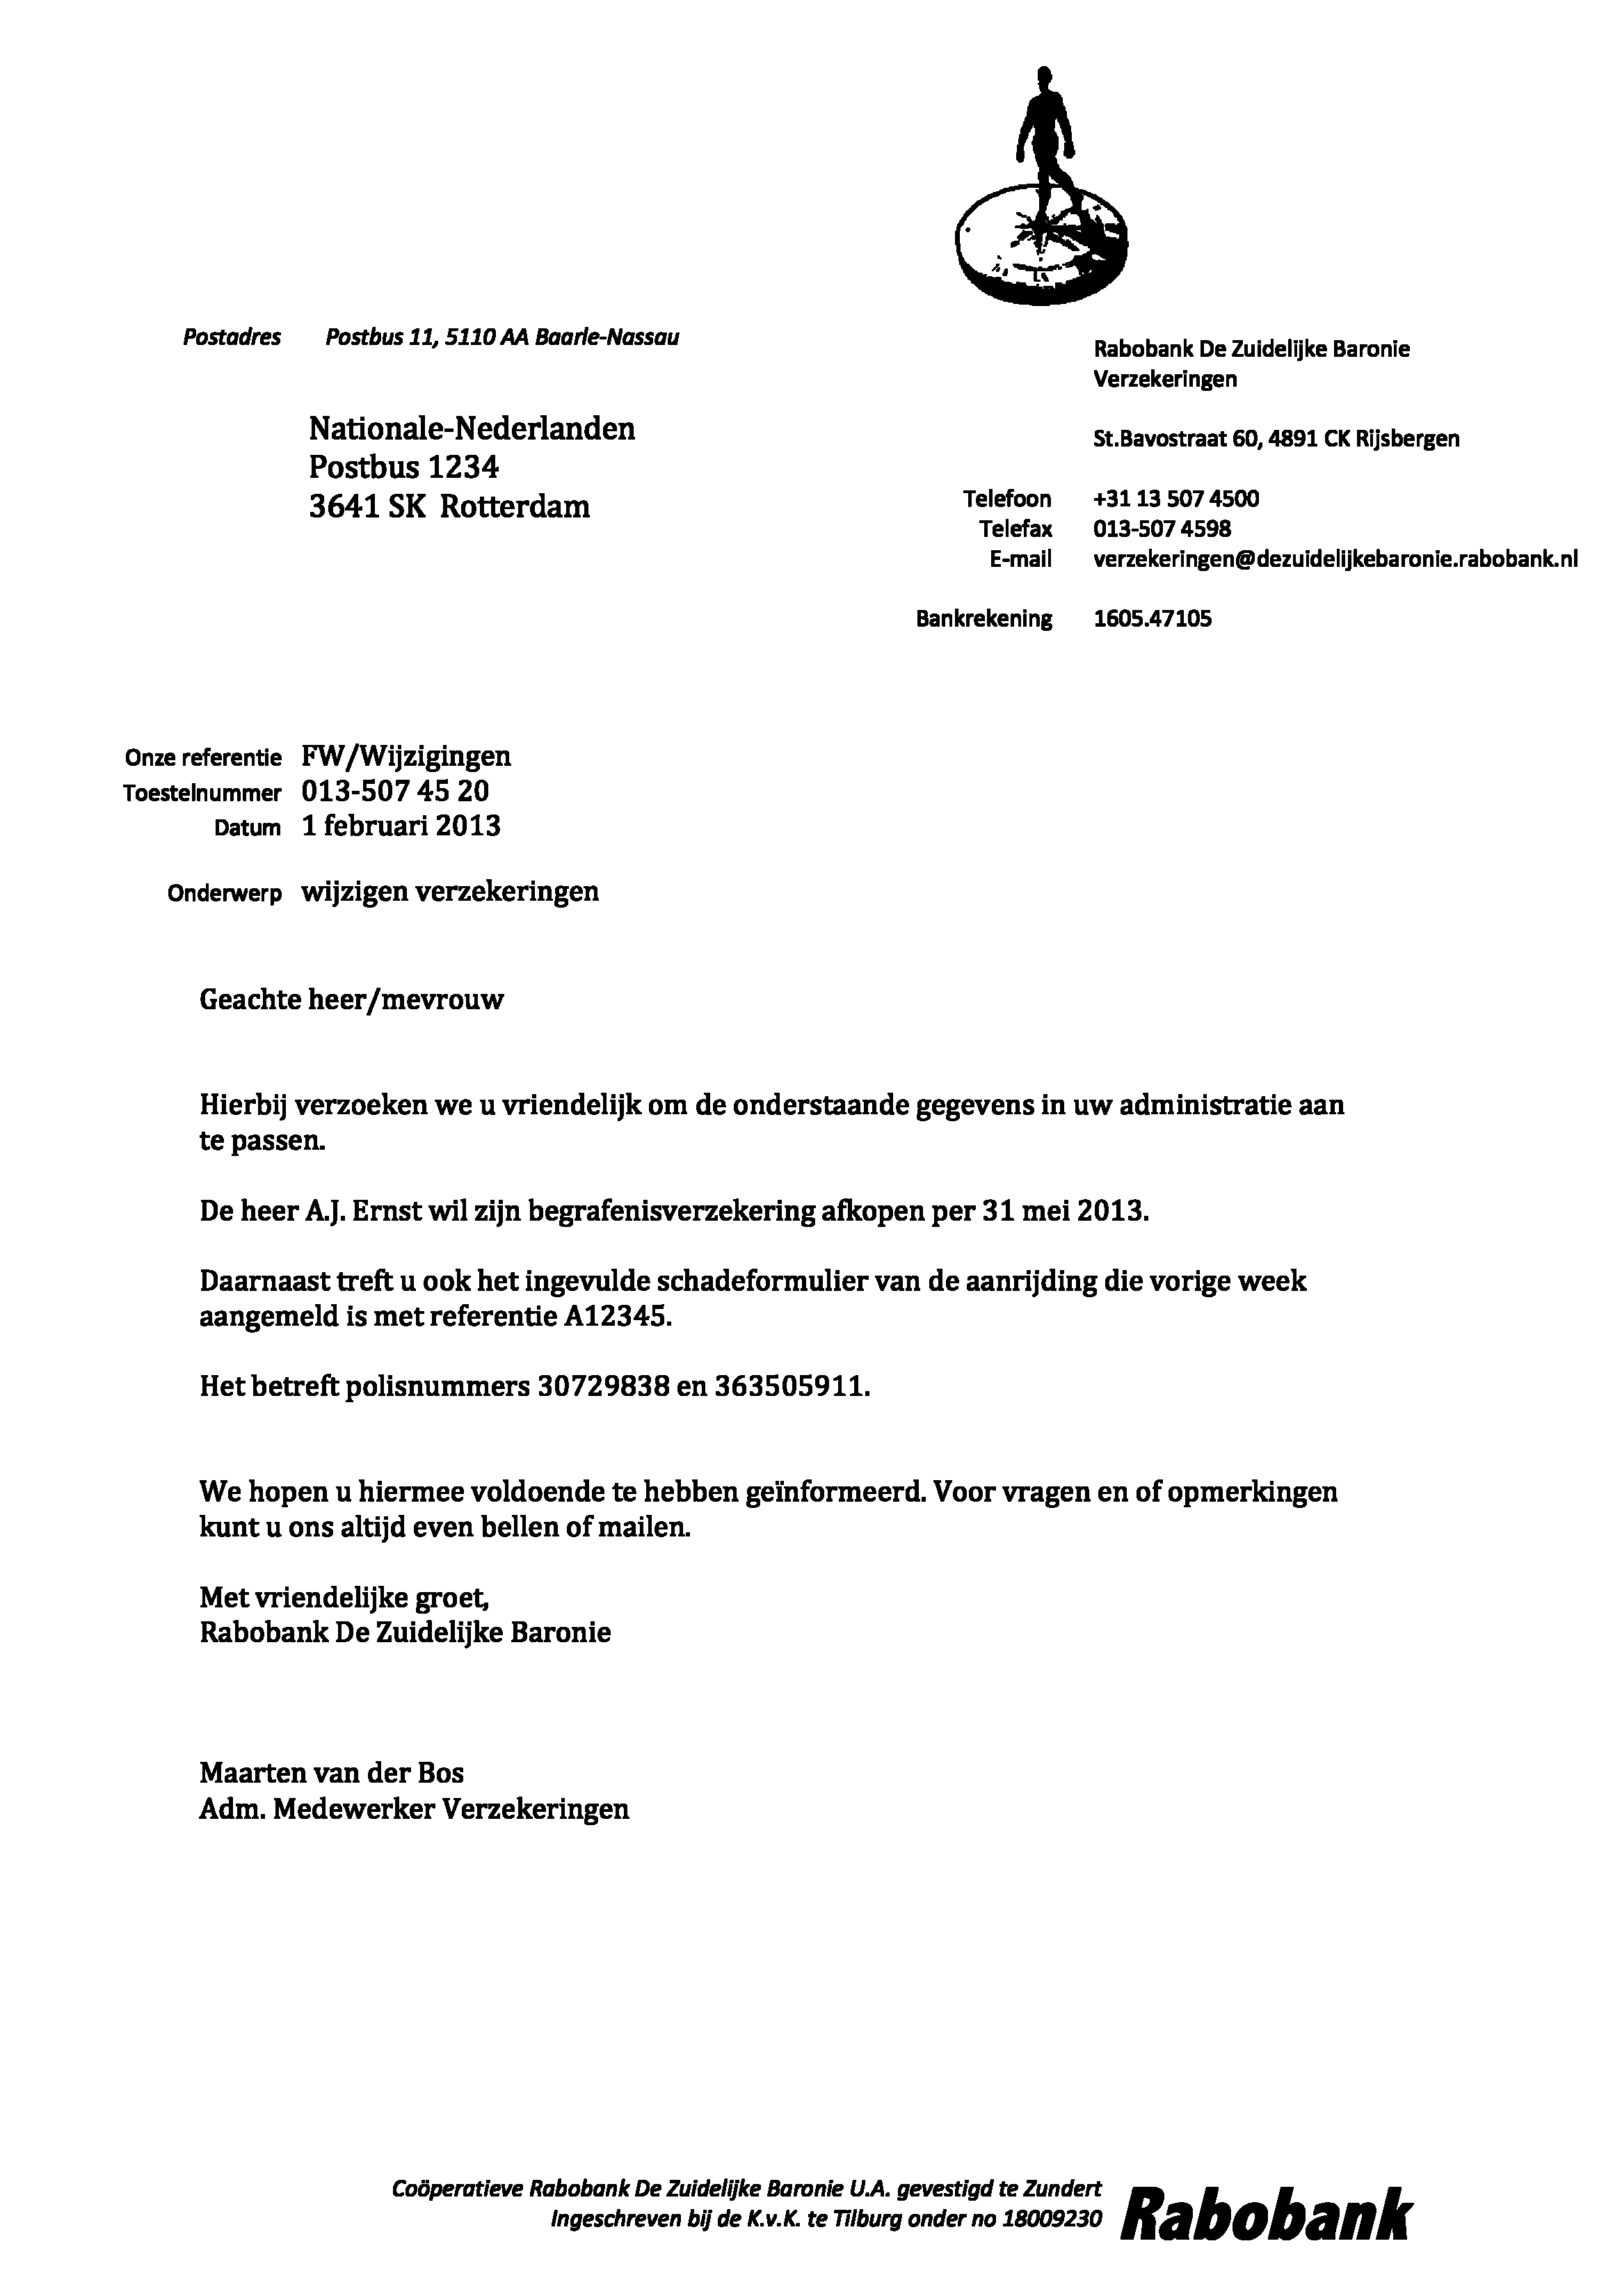 Postadres Postbus 11, 5110 AA Baarle-Nassau
Rabobank De Zuidelijke Baronie
Verzekeringen
St.Bavostraat 60, 4891 CK Rijsbergen
Nationale-Nederlanden
Postbus 1234
3641 SK Rotterdam
Telefoon +31 13 507 4500
Telefax 013-507 4598
E-mail verzekeringen@dezuidelijkebaronie.rabobank.nl
Bankrekening 1605.47105
Onze referentie FW/Wijzigingen
Toestelnummer 013-507 45 20
Datum 1 februari 2013
Onderwerp wijzigen verzekeringen
Geachte heer/mevrouw
Hierbij verzoeken we u vriendelijk om de onderstaande gegevens in uw administratie aan
te passen.
De heer A.J. Ernst wil zijn begrafenisverzekering afkopen per 31 mei 2013.
Daarnaast treft u ook het ingevulde schadeformulier van de aanrijding die vorige week
aangemeld is met referentie A12345.
Het betreft polisnummers 30729838 en 363505911.
We hopen u hiermee voldoende te hebben geïnformeerd. Voor vragen en of opmerkingen
kunt u ons altijd even bellen of mailen.
Met vriendelijke groet,
Rabobank De Zuidelijke Baronie
Maarten van der Bos
Adm. Medewerker Verzekeringen
Coöperatieve Rabobank De Zuidelijke Baronie U.A. gevestigd te Zundert
Ingeschreven bij de K.v.K. te Tilburg onder no 18009230
Rabobank